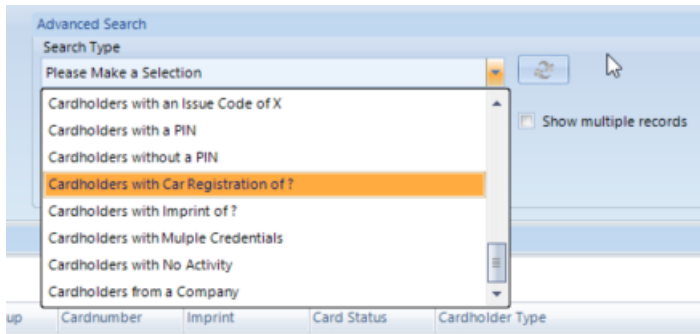 Advanced Search
Search Type
Please Make a Selection
Cardholders with an Issue Code of X
Cardholders with a PIN
Show multiple records
Cardholders without a PIN
Cardholders with Car Registration of ?
Cardholders with Imprint of ?
Cardholders with Mulple Credentials
Cardholders with No Activity
Cardholders from a Company
up Cardnumber Imprint Card Status Cardholder Type